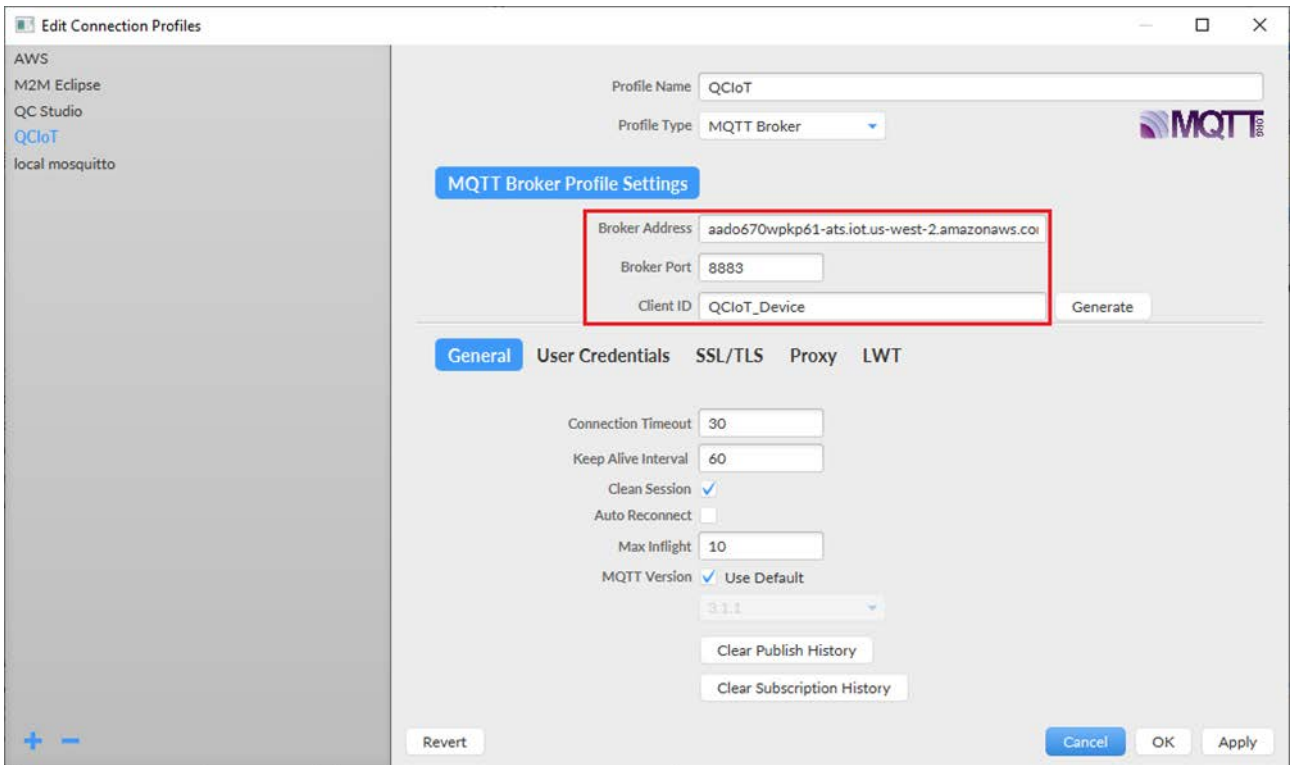 Edit Connection Profiles
AWS
M2M Eclipse
QC Studio
QCIoT
local mosquitto
Profile Name QCIoT
Profile Type MQTT Broker
MQTT.ORG
MQTT Broker Profile Settings
Broker Address aado670wpkp61-ats.iot.us-west-2.amazonaws.co
Broker Port 8883
Client ID QCIoT_Device Generate
General User Credentials SSL/TLS Proxy LWT
Connection Timeout 30
Keep Alive Interval 60
Clean Session
Auto Reconnect
Max Inflight 10
MQTT Version Use Default
3.1.1
Clear Publish History
Clear Subscription History
Revert Cancel OK Apply